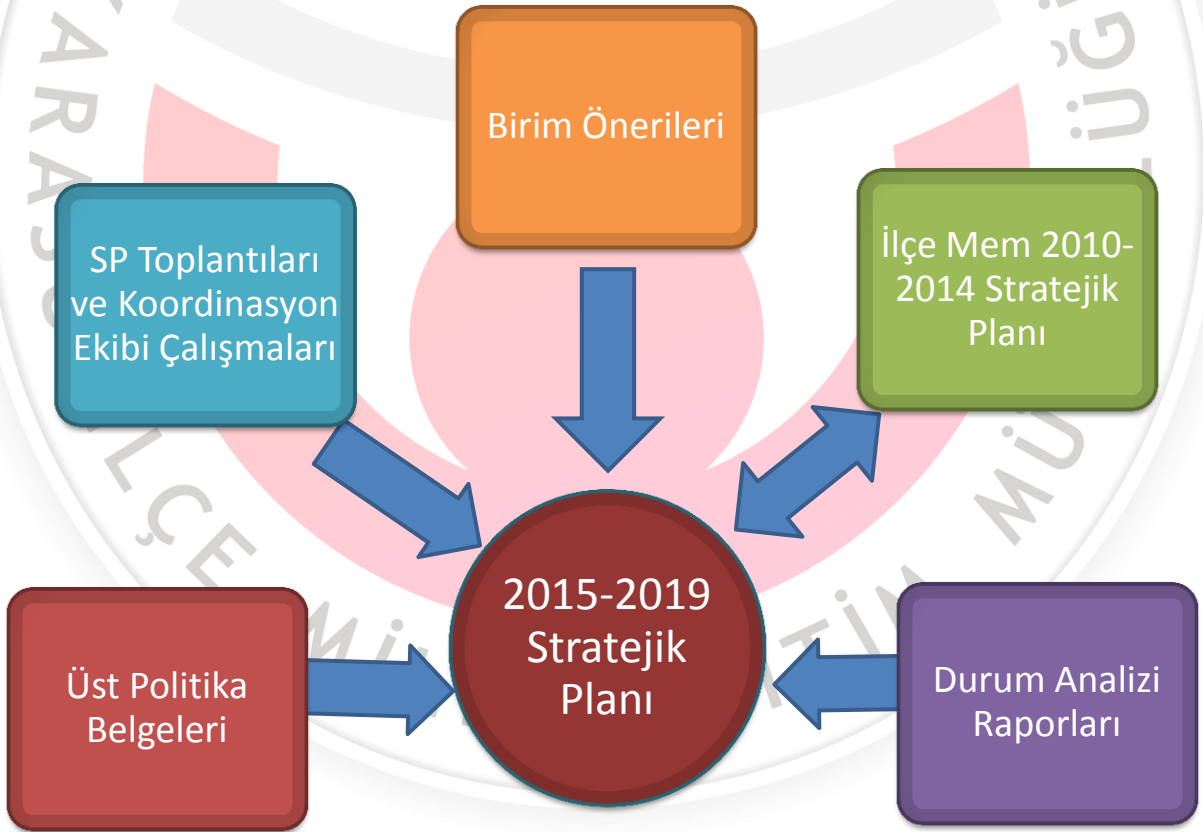 Birim Önerileri
SP Toplantıları
ve Koordinasyon
Ekibi Çalışmaları
İlçe Mem 2010-
2014 Stratejik
Planı
2015-2019
Stratejik
Planı
Üst Politika
Belgeleri
Durum Analizi
Raporları